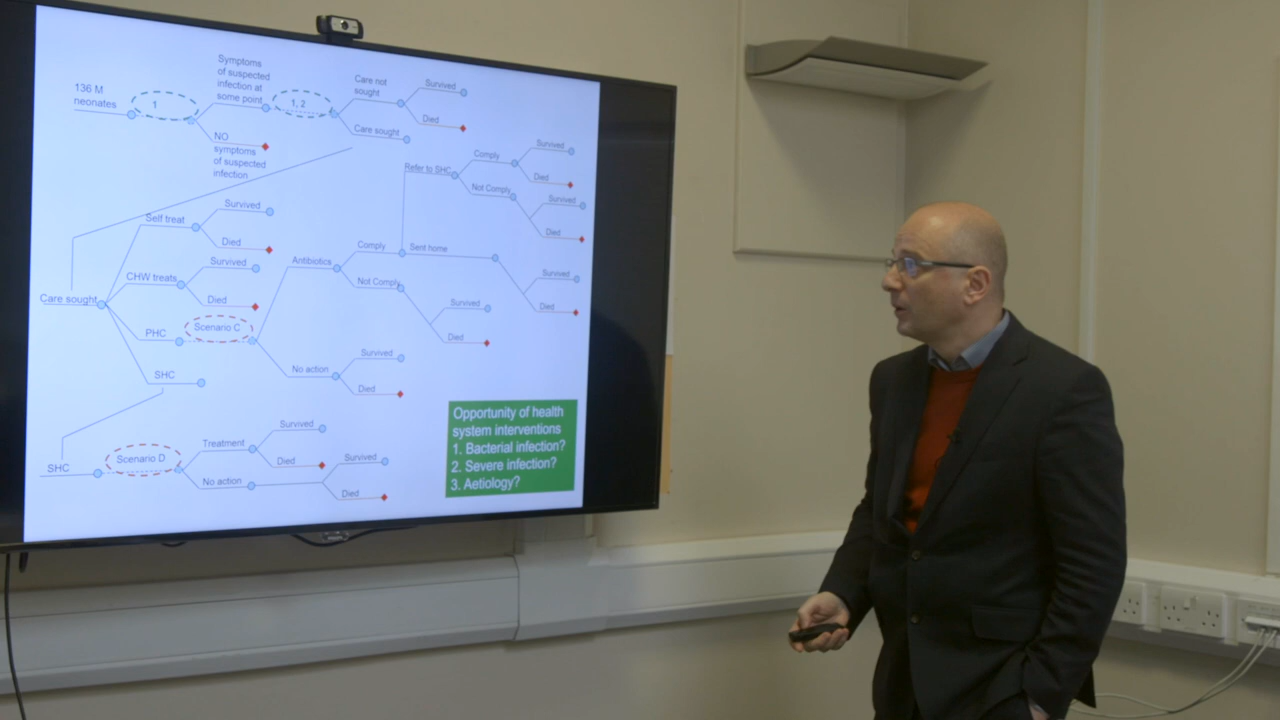 136 M
neonates
1
Symptoms
of suspected
infection at
some point
1, 2
Care not
sought
Survived
Died
Care sought
NO
symptoms
of suspected
infection
Refer to SHC
Comply
Survived
Died
Not Comply
Survived
Died
Self treat
Survived
Died
CHW treats
Survived
Died
Care sought
PHC
Scenario C
Antibiotics
Comply
Sent home
Survived
Died
Not Comply
Survived
Died
No action
Survived
Died
SHC
SHC
Scenario D
Treatment
Survived
Died
No action
Survived
Died
Opportunity of health
system interventions
1. Bacterial infection?
2. Severe infection?
3. Aetiology?